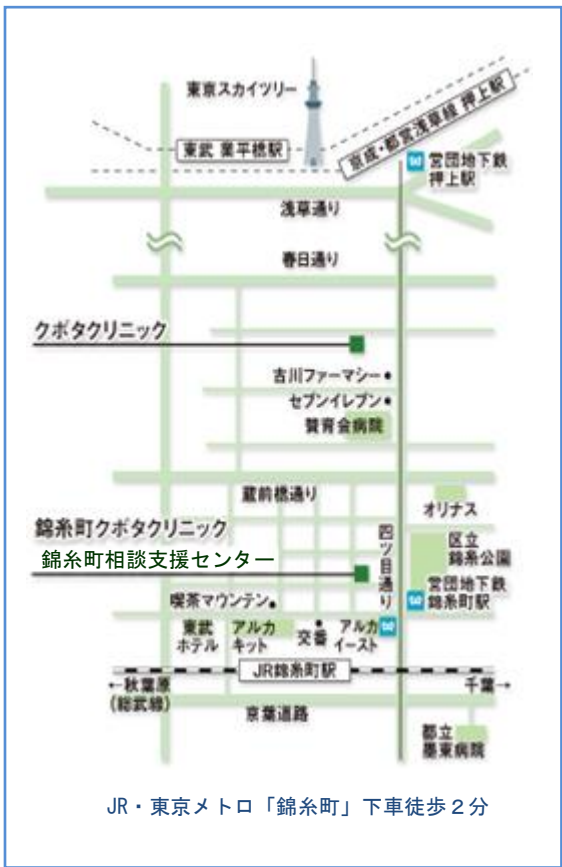 東京スカイツリー
東武 業平橋駅
京成・都営浅草線 押上駅
営団地下鉄
押上駅
浅草通り
春日通り
クボタクリニック
古川ファーマシー
セブンイレブン
賛育会病院
蔵前橋通り
オリナス
錦糸町クボタクリニック
錦糸町相談支援センター
四ツ目通り
区立
錦糸公園
営団地下鉄
錦糸町駅
喫茶マウンテン
東武
ホテル
アルカ
キット
交番
アルカ
イースト
JR錦糸町駅
←秋葉原
(総武線)
千葉→
京葉道路
都立
墨東病院
JR・東京メトロ「錦糸町」下車徒歩２分